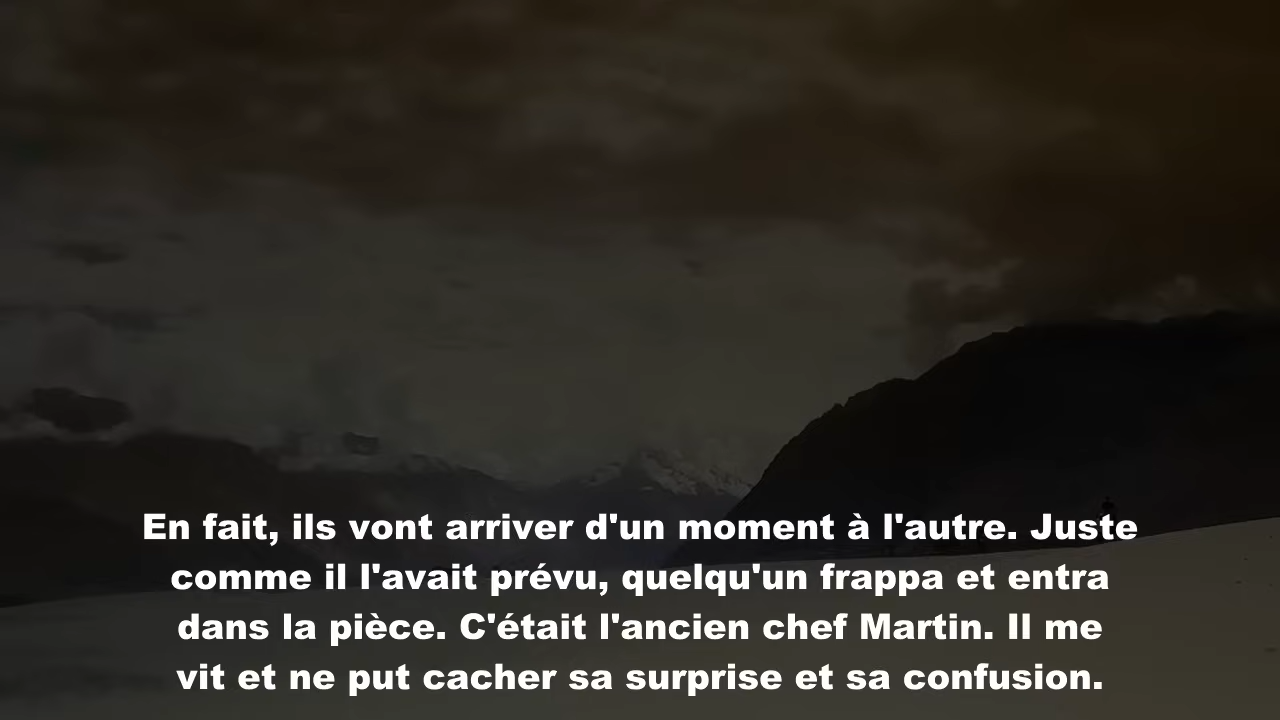 En fait, ils vont arriver d'un moment à l'autre. Juste
comme il l'avait prévu, quelqu'un frappa et entra
dans la pièce. C'était l'ancien chef Martin. Il me
vit et ne put cacher sa surprise et sa confusion.